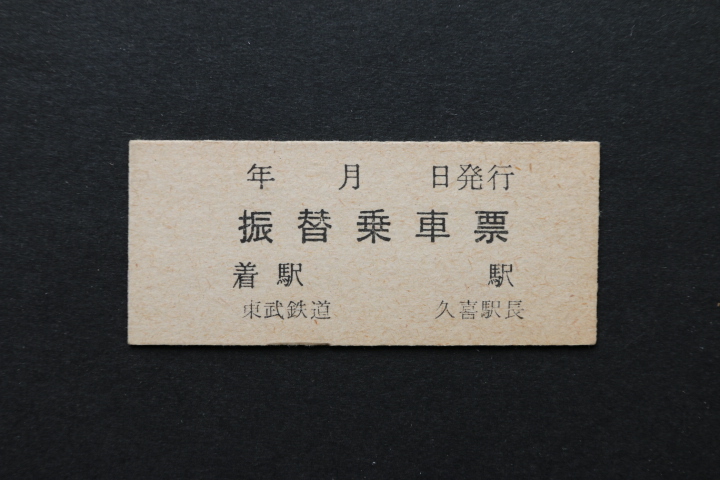 年 月 日発行
振替乗車票
着駅 駅
東武鉄道 久喜駅長